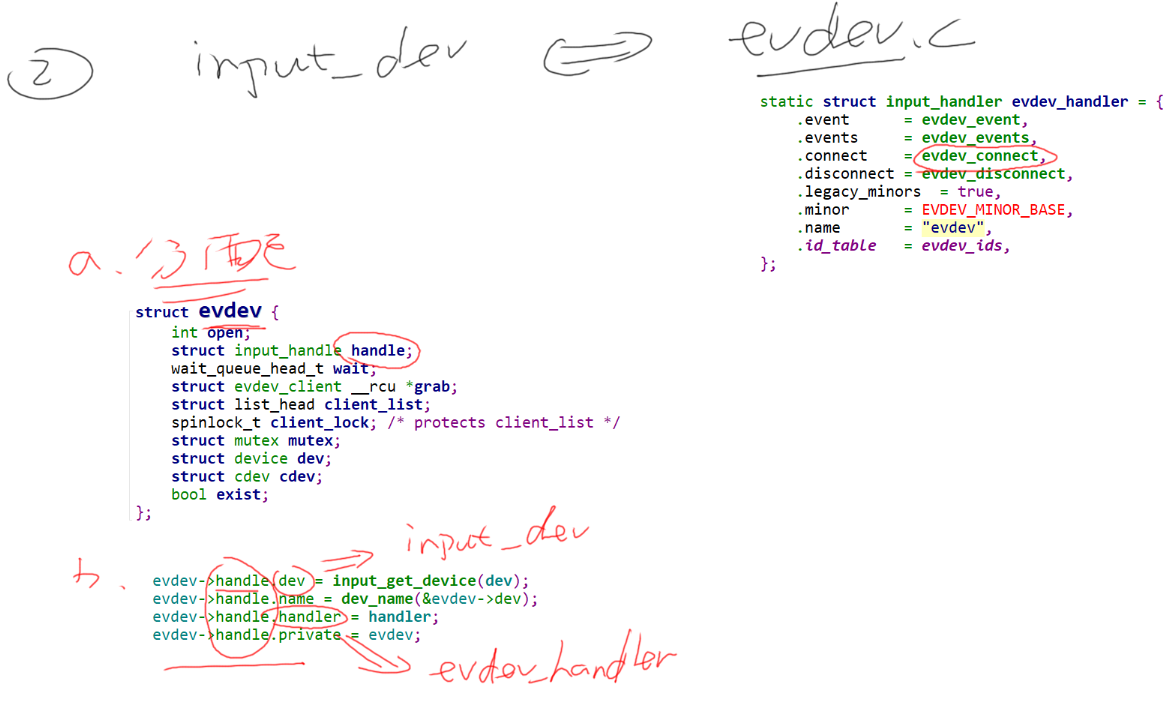 ② input_dev ⇔ evdev.c
static struct input_handler evdev_handler = {
.event = evdev_event,
.events = evdev_events,
.connect = evdev_connect,
.disconnect = evdev_disconnect,
.legacy_minors = true,
.minor = EVDEV_MINOR_BASE,
.name = "evdev",
.id_table = evdev_ids,
};
a. 分配
struct evdev {
int open;
struct input_handle handle;
wait_queue_head_t wait;
struct evdev_client __rcu *grab;
struct list_head client_list;
spinlock_t client_lock; /* protects client_list */
struct mutex mutex;
struct device dev;
struct cdev cdev;
bool exist;
};
⇒ input_dev
b.
evdev->handle.dev = input_get_device(dev);
evdev->handle.name = dev_name(&evdev->dev);
evdev->handle.handler = handler;
evdev->handle.private = evdev;
evdev_handler